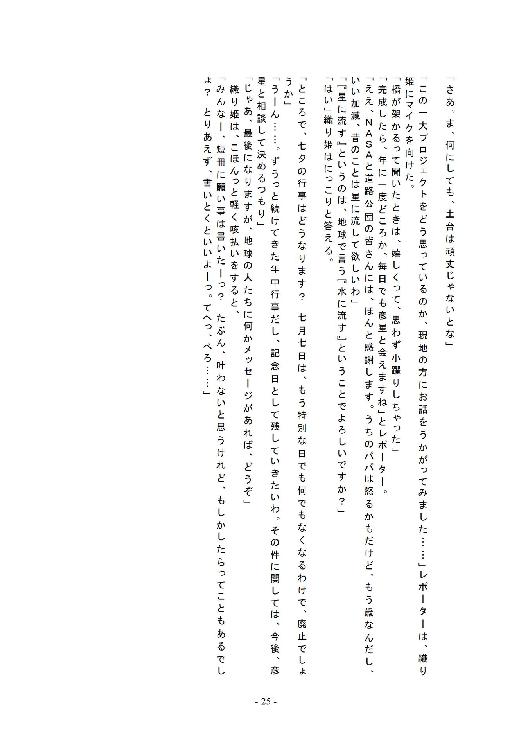 「さあ。ま、何にしても、土台は頑丈じゃないとな」
「この一大プロジェクトをどう思っているのか、現地の方にお話をうかがってみました……」レポーターは、織り
姫にマイクを向けた。
「橋が架かるって聞いたときは、嬉しくって、思わず小躍りしちゃった」
「完成したら、年に一度どころか、毎日でも彦星と会えますね」とレポーター。
「ええ、NASAと道路公団の皆さんには、ほんと感謝します。うちのパパは怒るかもだけど、もう歳なんだし、
いい加減、昔のことは星に流して欲しいわ」
「『星に流す』というのは、地球で言う『水に流す』ということでよろしいですか？」
「はい」織り姫はにっこりと答える。
「ところで、七夕の行事はどうなります？　七月七日は、もう特別な日でも何でもなくなるわけで、廃止でしょ
うか」
「うーん……。ずうっと続けてきた年中行事だし、記念日として残していきたいわ。その件に関しては、今後、彦
星と相談して決めるつもり」
「じゃあ、最後になりますが、地球の人たちに何かメッセージがあれば、どうぞ」
織り姫は、こほんっと軽く咳払いをすると、
「みんなー、短冊に願い事は書いたーっ？　たぶん、叶わないと思うけれど、もしかしたらってこともあるでし
ょ？　とりあえず、書いとくといいよーっ。てへっ、ぺろ……」
- 25 -